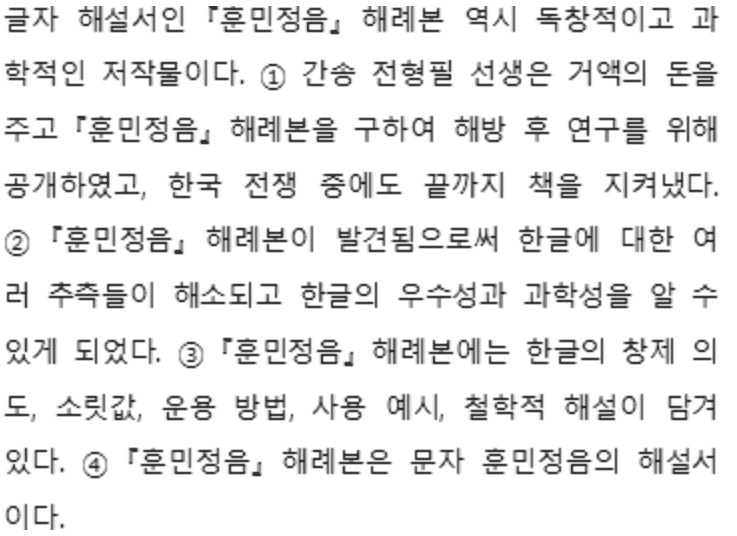 글자 해설서인 『훈민정음』 해례본 역시 독창적이고 과
학적인 저작물이다. ① 간송 전형필 선생은 거액의 돈을
주고 『훈민정음』 해례본을 구하여 해방 후 연구를 위해
공개하였고, 한국 전쟁 중에도 끝까지 책을 지켜냈다.
② 『훈민정음』 해례본이 발견됨으로써 한글에 대한 여
러 추측들이 해소되고 한글의 우수성과 과학성을 알 수
있게 되었다. ③ 『훈민정음』 해례본에는 한글의 창제 의
도, 소릿값, 운용 방법, 사용 예시, 철학적 해설이 담겨
있다. ④ 『훈민정음』 해례본은 문자 훈민정음의 해설서
이다.